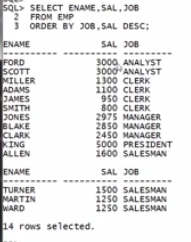 SQL> SELECT ENAME,SAL,JOB
2 FROM EMP
3 ORDER BY JOB,SAL DESC;
ENAME SAL JOB
---------- ---------- ---------
FORD 3000 ANALYST
SCOTT 3000 ANALYST
MILLER 1300 CLERK
ADAMS 1100 CLERK
JAMES 950 CLERK
SMITH 800 CLERK
JONES 2975 MANAGER
BLAKE 2850 MANAGER
CLARK 2450 MANAGER
KING 5000 PRESIDENT
ALLEN 1600 SALESMAN
ENAME SAL JOB
---------- ---------- ---------
TURNER 1500 SALESMAN
MARTIN 1250 SALESMAN
WARD 1250 SALESMAN
14 rows selected.